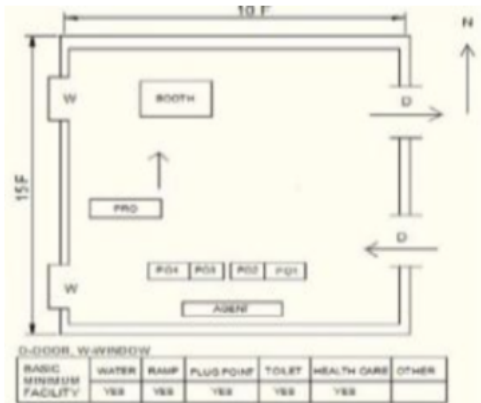 10 F
N
W
BOOTH
D
15F
PRO
D
PO4 PO3 PO2 PO1
W
AGENT
D-DOOR, W-WINDOW
BASIC MINIMUM FACILITY WATER RAMP PLUG POINT TOILET HEALTH CARE OTHER
YES YES YES YES YES